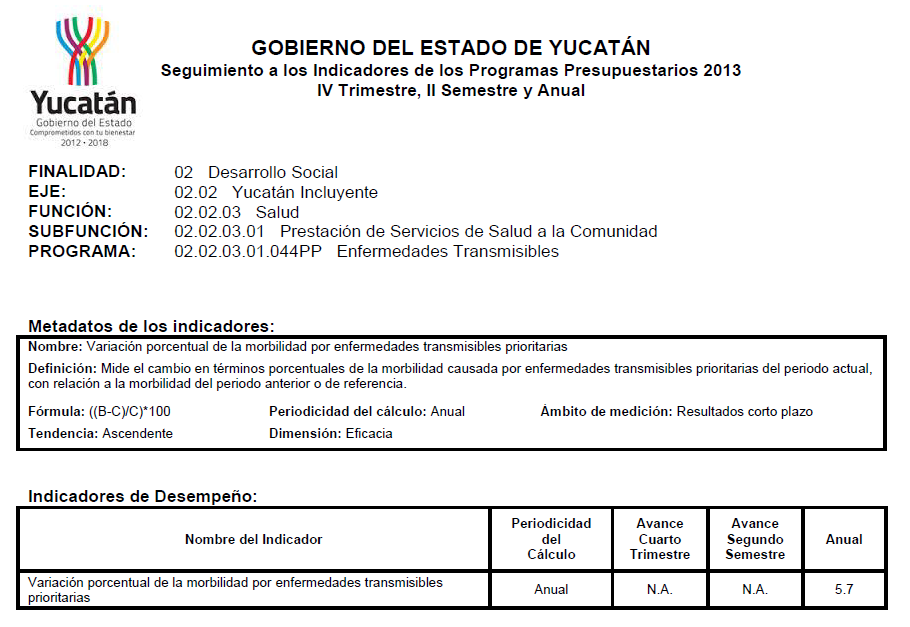 GOBIERNO DEL ESTADO DE YUCATÁN
Seguimiento a los Indicadores de los Programas Presupuestarios 2013
IV Trimestre, II Semestre y Anual
Yucatán
Gobierno del Estado
Comprometidos con tu bienestar
2012 • 2018
FINALIDAD: 02 Desarrollo Social
EJE: 02.02 Yucatán Incluyente
FUNCIÓN: 02.02.03 Salud
SUBFUNCIÓN: 02.02.03.01 Prestación de Servicios de Salud a la Comunidad
PROGRAMA: 02.02.03.01.044PP Enfermedades Transmisibles
Metadatos de los indicadores:
Nombre: Variación porcentual de la morbilidad por enfermedades transmisibles prioritarias
Definición: Mide el cambio en términos porcentuales de la morbilidad causada por enfermedades transmisibles prioritarias del periodo actual,
con relación a la morbilidad del periodo anterior o de referencia.
Fórmula: ((B-C)/C)*100 Periodicidad del cálculo: Anual Ámbito de medición: Resultados corto plazo
Tendencia: Ascendente Dimensión: Eficacia
Indicadores de Desempeño:
Nombre del Indicador
Periodicidad
del
Cálculo
Avance
Cuarto
Trimestre
Avance
Segundo
Semestre
Anual
Variación porcentual de la morbilidad por enfermedades transmisibles
prioritarias
Anual
N.A.
N.A.
5.7